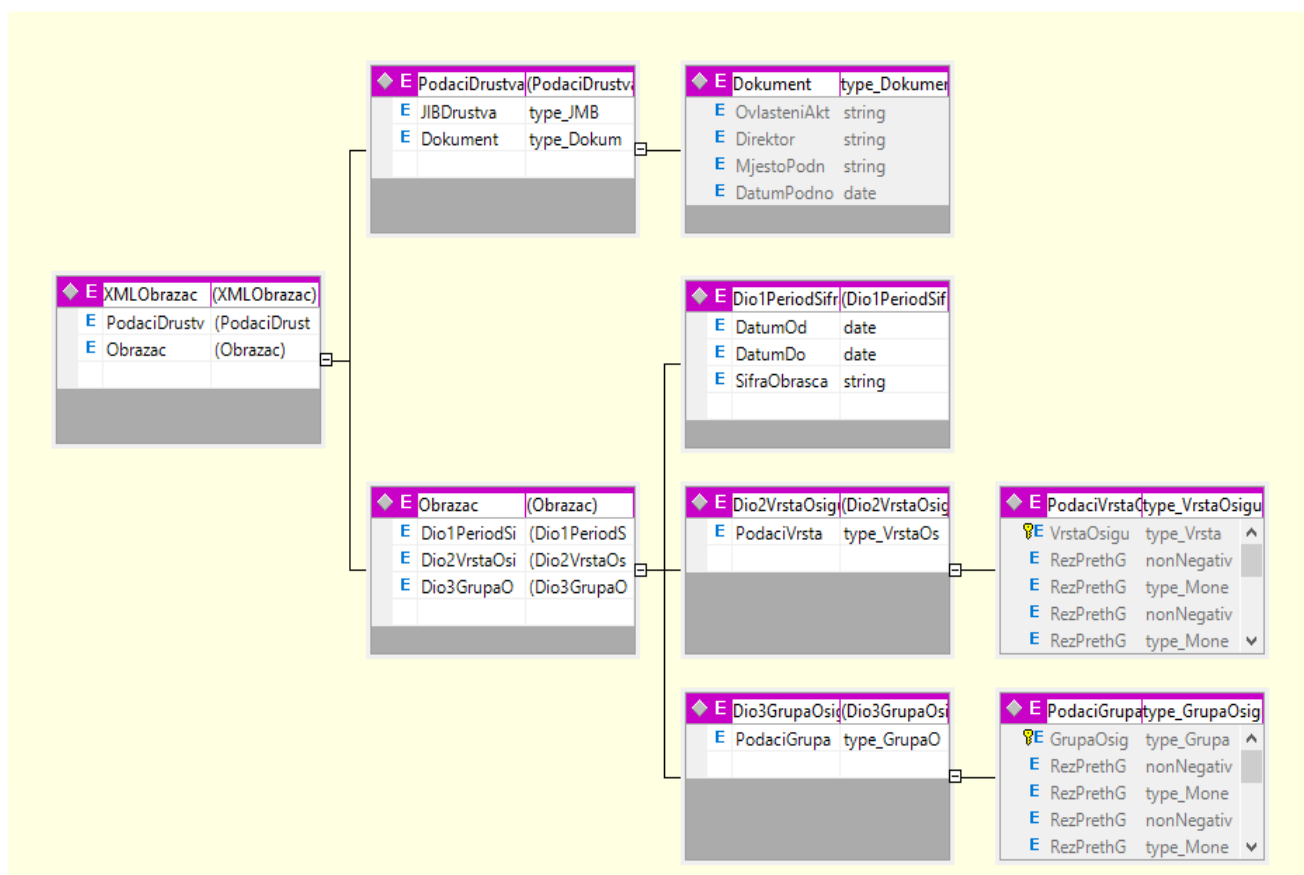 E PodaciDrustva (PodaciDrustva
E JIBDrustva type_JMB
E Dokument type_Dokum
E Dokument type_Dokumen
E OvlasteniAkt string
E Direktor string
E MjestoPodn string
E DatumPodno date
E XMLObrazac (XMLObrazac)
E PodaciDrustv (PodaciDrust
E Obrazac (Obrazac)
E Dio1PeriodSifr (Dio1PeriodSif
E DatumOd date
E DatumDo date
E SifraObrasca string
E Obrazac (Obrazac)
E Dio1PeriodSi (Dio1PeriodS
E Dio2VrstaOsi (Dio2VrstaOs
E Dio3GrupaO (Dio3GrupaO
E Dio2VrstaOsigu (Dio2VrstaOsig
E PodaciVrsta type_VrstaOs
E PodaciVrstaO type_VrstaOsigu
E VrstaOsigu type_Vrsta
E RezPrethG nonNegativ
E RezPrethG type_Mone
E RezPrethG nonNegativ
E RezPrethG type_Mone
E Dio3GrupaOsig (Dio3GrupaOsi
E PodaciGrupa type_GrupaO
E PodaciGrupa type_GrupaOsig
E GrupaOsig type_Grupa
E RezPrethG nonNegativ
E RezPrethG type_Mone
E RezPrethG nonNegativ
E RezPrethG type_Mone